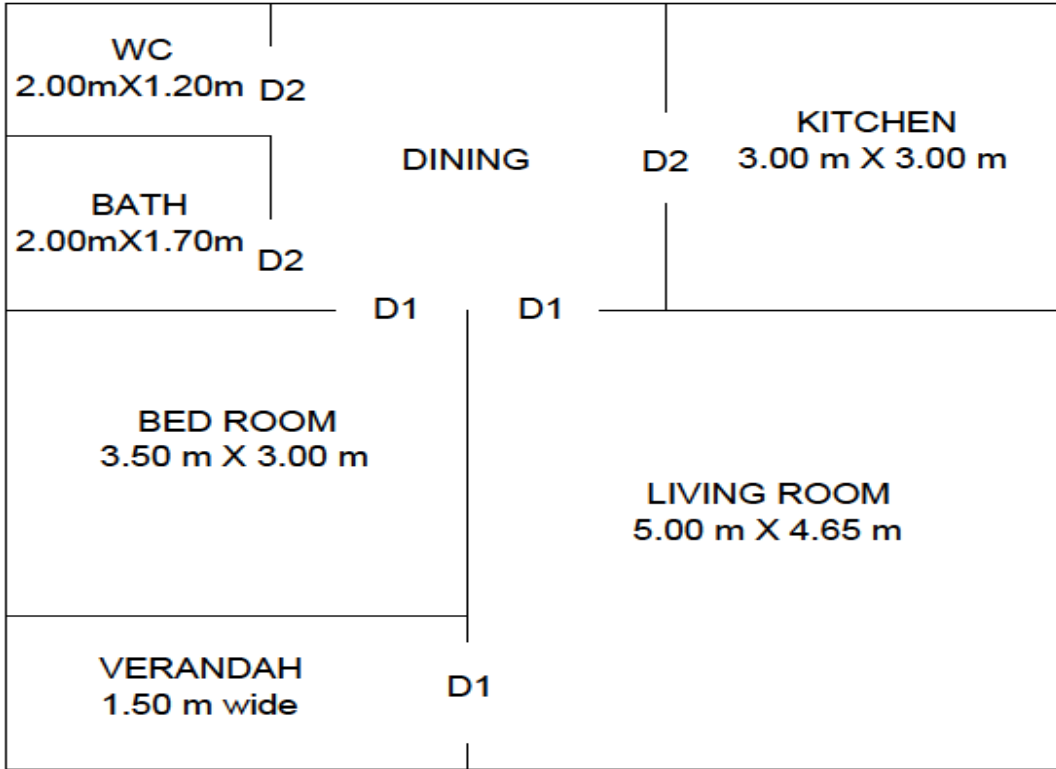 WC
2.00mX1.20m
D2
DINING
D2
KITCHEN
3.00 m X 3.00 m
BATH
2.00mX1.70m
D2
D1
D1
BED ROOM
3.50 m X 3.00 m
LIVING ROOM
5.00 m X 4.65 m
VERANDAH
1.50 m wide
D1